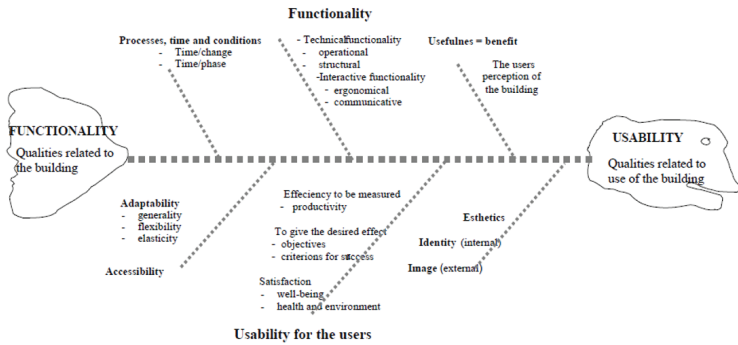 Functionality
Processes, time and conditions
- Time/change
- Time/phase
- Technicalfunctionality
- operational
- structural
-Interactive functionality
- ergonomical
- communicative
Usefulnes = benefit
The users
perception of
the building
FUNCTIONALITY
Qualities related to
the building
USABILITY
Qualities related to
use of the building
Adaptability
- generality
- flexibility
- elasticity
Accessibility
Effeciency to be measured
- productivity
To give the desired effect
- objectives
- criterions for success
Satisfaction
- well-being
- health and environment
Esthetics
Identity (internal)
Image (external)
Usability for the users